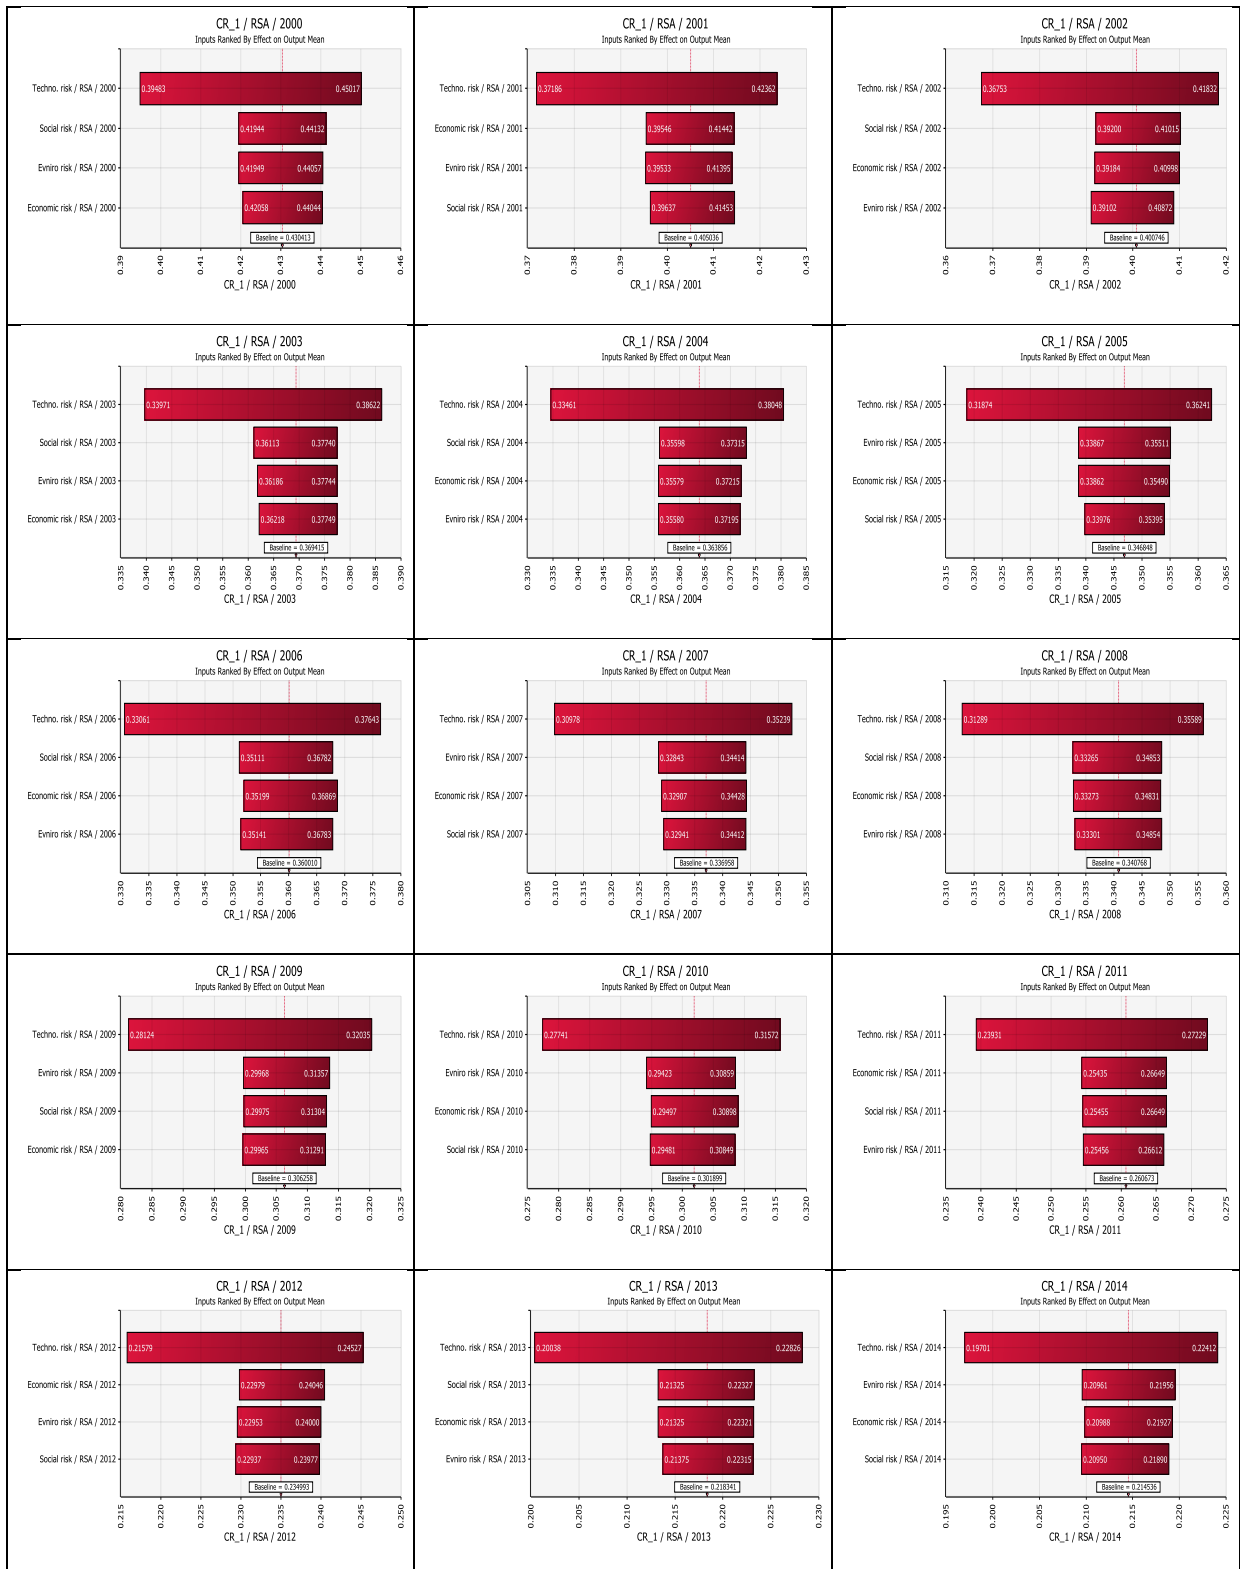 CR_1 / RSA / 2000
Inputs Ranked By Effect on Output Mean
Techno. risk / RSA / 2000 0.39483 0.45017
Social risk / RSA / 2000 0.41944 0.44132
Evniro risk / RSA / 2000 0.41949 0.44057
Economic risk / RSA / 2000 0.42058 0.44044
Baseline = 0.430413
0.39 0.40 0.41 0.42 0.43 0.44 0.45 0.46
CR_1 / RSA / 2000
CR_1 / RSA / 2001
Inputs Ranked By Effect on Output Mean
Techno. risk / RSA / 2001 0.37186 0.42362
Economic risk / RSA / 2001 0.39546 0.41442
Evniro risk / RSA / 2001 0.39533 0.41395
Social risk / RSA / 2001 0.39637 0.41453
Baseline = 0.405036
0.37 0.38 0.39 0.40 0.41 0.42 0.43
CR_1 / RSA / 2001
CR_1 / RSA / 2002
Inputs Ranked By Effect on Output Mean
Techno. risk / RSA / 2002 0.36753 0.41832
Social risk / RSA / 2002 0.39200 0.41015
Economic risk / RSA / 2002 0.39184 0.40998
Evniro risk / RSA / 2002 0.39102 0.40872
Baseline = 0.400746
0.36 0.37 0.38 0.39 0.40 0.41 0.42
CR_1 / RSA / 2002
CR_1 / RSA / 2003
Inputs Ranked By Effect on Output Mean
Techno. risk / RSA / 2003 0.33971 0.38622
Social risk / RSA / 2003 0.36113 0.37740
Evniro risk / RSA / 2003 0.36186 0.37744
Economic risk / RSA / 2003 0.36218 0.37749
Baseline = 0.369415
0.335 0.340 0.345 0.350 0.355 0.360 0.365 0.370 0.375 0.380 0.385 0.390
CR_1 / RSA / 2003
CR_1 / RSA / 2004
Inputs Ranked By Effect on Output Mean
Techno. risk / RSA / 2004 0.33461 0.38048
Social risk / RSA / 2004 0.35598 0.37315
Economic risk / RSA / 2004 0.35579 0.37215
Evniro risk / RSA / 2004 0.35580 0.37195
Baseline = 0.363856
0.330 0.335 0.340 0.345 0.350 0.355 0.360 0.365 0.370 0.375 0.380 0.385
CR_1 / RSA / 2004
CR_1 / RSA / 2005
Inputs Ranked By Effect on Output Mean
Techno. risk / RSA / 2005 0.31874 0.36241
Evniro risk / RSA / 2005 0.33867 0.35511
Economic risk / RSA / 2005 0.33862 0.35490
Social risk / RSA / 2005 0.33976 0.35395
Baseline = 0.346848
0.315 0.320 0.325 0.330 0.335 0.340 0.345 0.350 0.355 0.360 0.365
CR_1 / RSA / 2005
CR_1 / RSA / 2006
Inputs Ranked By Effect on Output Mean
Techno. risk / RSA / 2006 0.33061 0.37643
Social risk / RSA / 2006 0.35111 0.36782
Economic risk / RSA / 2006 0.35199 0.36869
Evniro risk / RSA / 2006 0.35141 0.36783
Baseline = 0.360010
0.330 0.335 0.340 0.345 0.350 0.355 0.360 0.365 0.370 0.375 0.380
CR_1 / RSA / 2006
CR_1 / RSA / 2007
Inputs Ranked By Effect on Output Mean
Techno. risk / RSA / 2007 0.30978 0.35239
Evniro risk / RSA / 2007 0.32843 0.34414
Economic risk / RSA / 2007 0.32907 0.34428
Social risk / RSA / 2007 0.32941 0.34412
Baseline = 0.336958
0.305 0.310 0.315 0.320 0.325 0.330 0.335 0.340 0.345 0.350 0.355
CR_1 / RSA / 2007
CR_1 / RSA / 2008
Inputs Ranked By Effect on Output Mean
Techno. risk / RSA / 2008 0.31289 0.35589
Social risk / RSA / 2008 0.33265 0.34853
Economic risk / RSA / 2008 0.33273 0.34831
Evniro risk / RSA / 2008 0.33301 0.34854
Baseline = 0.340768
0.310 0.315 0.320 0.325 0.330 0.335 0.340 0.345 0.350 0.355 0.360
CR_1 / RSA / 2008
CR_1 / RSA / 2009
Inputs Ranked By Effect on Output Mean
Techno. risk / RSA / 2009 0.28124 0.32035
Evniro risk / RSA / 2009 0.29968 0.31357
Social risk / RSA / 2009 0.29975 0.31304
Economic risk / RSA / 2009 0.29965 0.31291
Baseline = 0.306258
0.280 0.285 0.290 0.295 0.300 0.305 0.310 0.315 0.320 0.325
CR_1 / RSA / 2009
CR_1 / RSA / 2010
Inputs Ranked By Effect on Output Mean
Techno. risk / RSA / 2010 0.27741 0.31572
Evniro risk / RSA / 2010 0.29423 0.30859
Economic risk / RSA / 2010 0.29497 0.30898
Social risk / RSA / 2010 0.29481 0.30849
Baseline = 0.301899
0.275 0.280 0.285 0.290 0.295 0.300 0.305 0.310 0.315 0.320
CR_1 / RSA / 2010
CR_1 / RSA / 2011
Inputs Ranked By Effect on Output Mean
Techno. risk / RSA / 2011 0.23931 0.27229
Economic risk / RSA / 2011 0.25435 0.26649
Social risk / RSA / 2011 0.25455 0.26649
Evniro risk / RSA / 2011 0.25456 0.26612
Baseline = 0.260673
0.235 0.240 0.245 0.250 0.255 0.260 0.265 0.270 0.275
CR_1 / RSA / 2011
CR_1 / RSA / 2012
Inputs Ranked By Effect on Output Mean
Techno. risk / RSA / 2012 0.21579 0.24527
Economic risk / RSA / 2012 0.22979 0.24046
Evniro risk / RSA / 2012 0.22953 0.24000
Social risk / RSA / 2012 0.22937 0.23977
Baseline = 0.234993
0.215 0.220 0.225 0.230 0.235 0.240 0.245 0.250
CR_1 / RSA / 2012
CR_1 / RSA / 2013
Inputs Ranked By Effect on Output Mean
Techno. risk / RSA / 2013 0.20038 0.22826
Social risk / RSA / 2013 0.21325 0.22327
Economic risk / RSA / 2013 0.21325 0.22321
Evniro risk / RSA / 2013 0.21375 0.22315
Baseline = 0.218341
0.200 0.205 0.210 0.215 0.220 0.225 0.230
CR_1 / RSA / 2013
CR_1 / RSA / 2014
Inputs Ranked By Effect on Output Mean
Techno. risk / RSA / 2014 0.19701 0.22412
Evniro risk / RSA / 2014 0.20961 0.21956
Economic risk / RSA / 2014 0.20988 0.21927
Social risk / RSA / 2014 0.20950 0.21890
Baseline = 0.214536
0.195 0.200 0.205 0.210 0.215 0.220 0.225
CR_1 / RSA / 2014